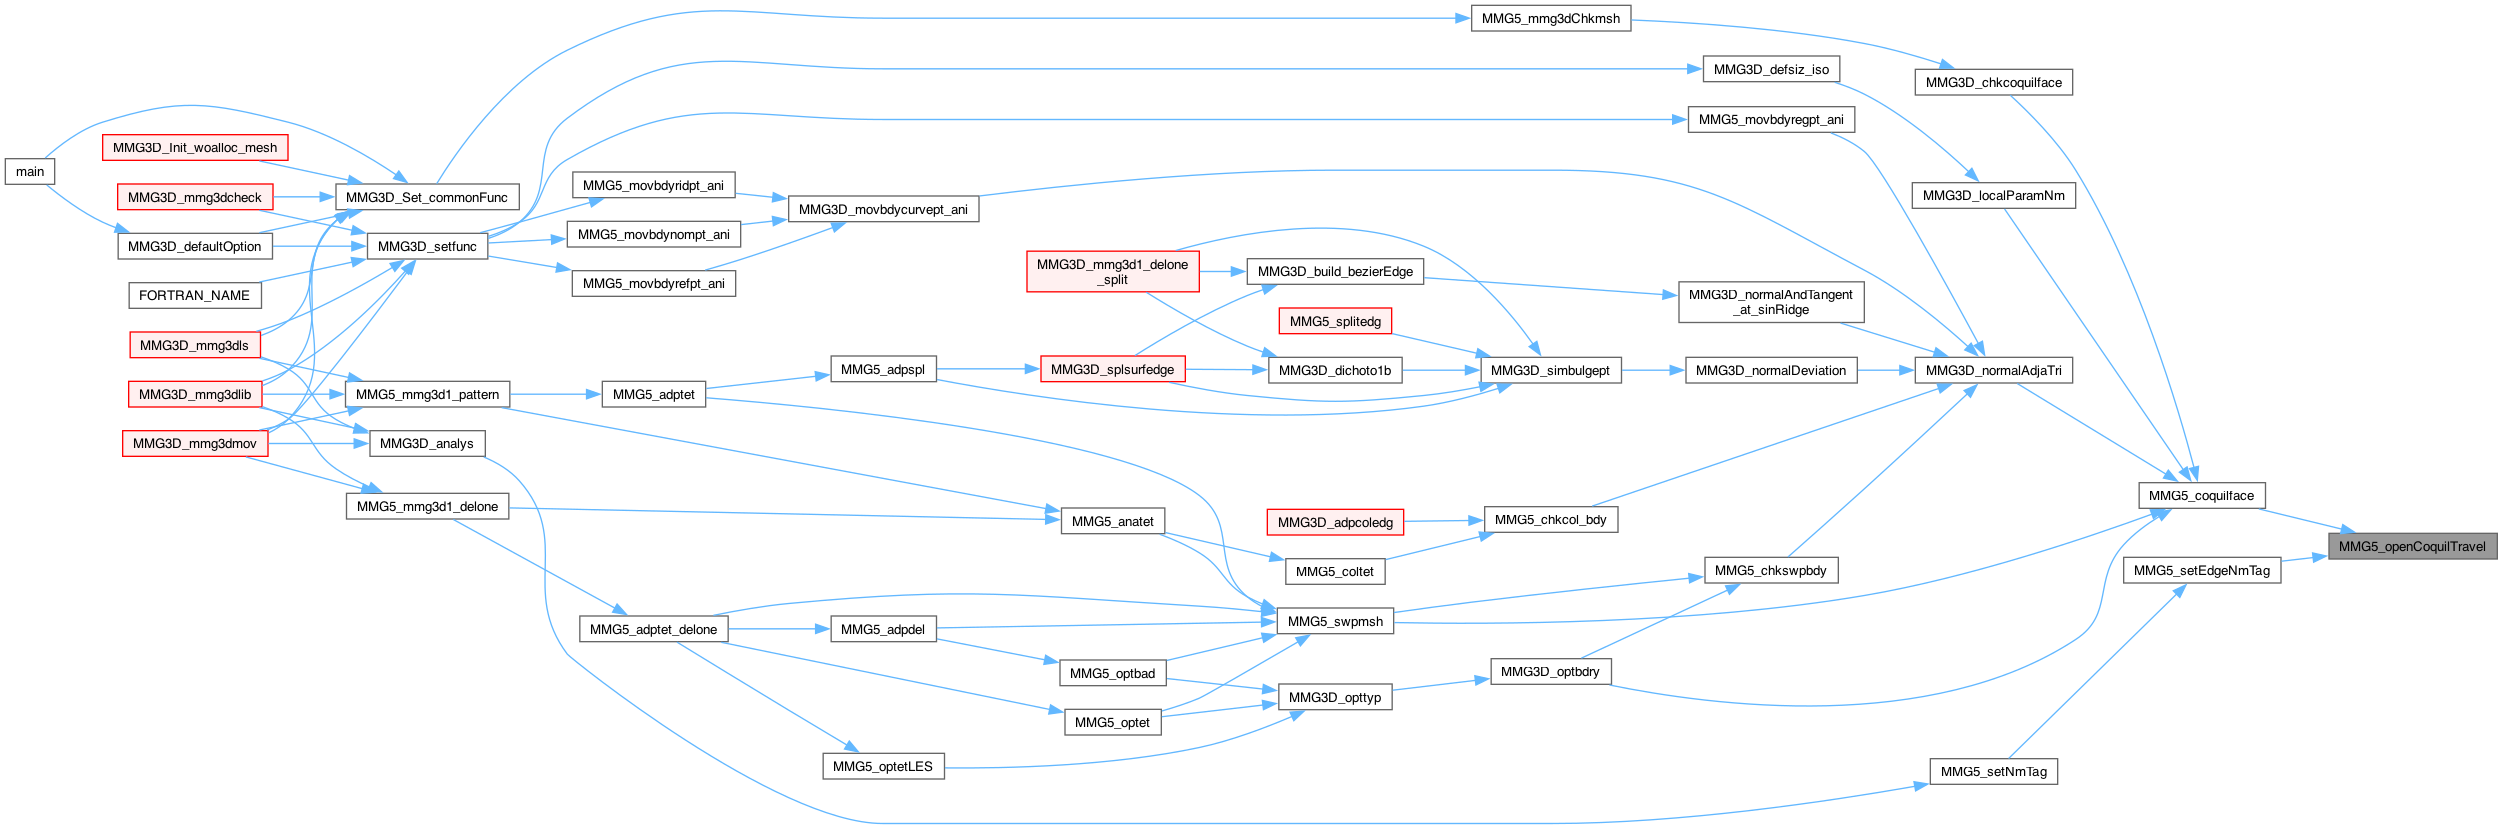 MMG5_mmg3dChkmsh
MMG3D_defsiz_iso
MMG3D_chkcoquilface
MMG5_movbdyregpt_ani
MMG3D_Init_woalloc_mesh
main
MMG3D_mmg3dcheck
MMG3D_Set_commonFunc
MMG5_movbdyridpt_ani
MMG3D_movbdycurvept_ani
MMG3D_localParamNm
MMG3D_defaultOption
MMG3D_setfunc
MMG5_movbdynompt_ani
MMG3D_mmg3d1_delone
_split
MMG3D_build_bezierEdge
MMG5_movbdyrefpt_ani
FORTRAN_NAME
MMG3D_normalAndTangent
_at_sinRidge
MMG5_splitedg
MMG3D_mmg3dls
MMG5_adpspl
MMG3D_splsurfedge
MMG3D_dichoto1b
MMG3D_simbulgept
MMG3D_normalDeviation
MMG3D_normalAdjaTri
MMG3D_mmg3dlib
MMG5_mmg3d1_pattern
MMG5_adptet
MMG3D_mmg3dmov
MMG3D_analys
MMG5_mmg3d1_delone
MMG5_coquilface
MMG5_anatet
MMG3D_adpcoledg
MMG5_chkcol_bdy
MMG5_openCoquilTravel
MMG5_coltet
MMG5_chkswpbdy
MMG5_setEdgeNmTag
MMG5_adptet_delone
MMG5_adpdel
MMG5_swpmsh
MMG5_optbad
MMG3D_optbdry
MMG3D_opttyp
MMG5_optet
MMG5_optetLES
MMG5_setNmTag